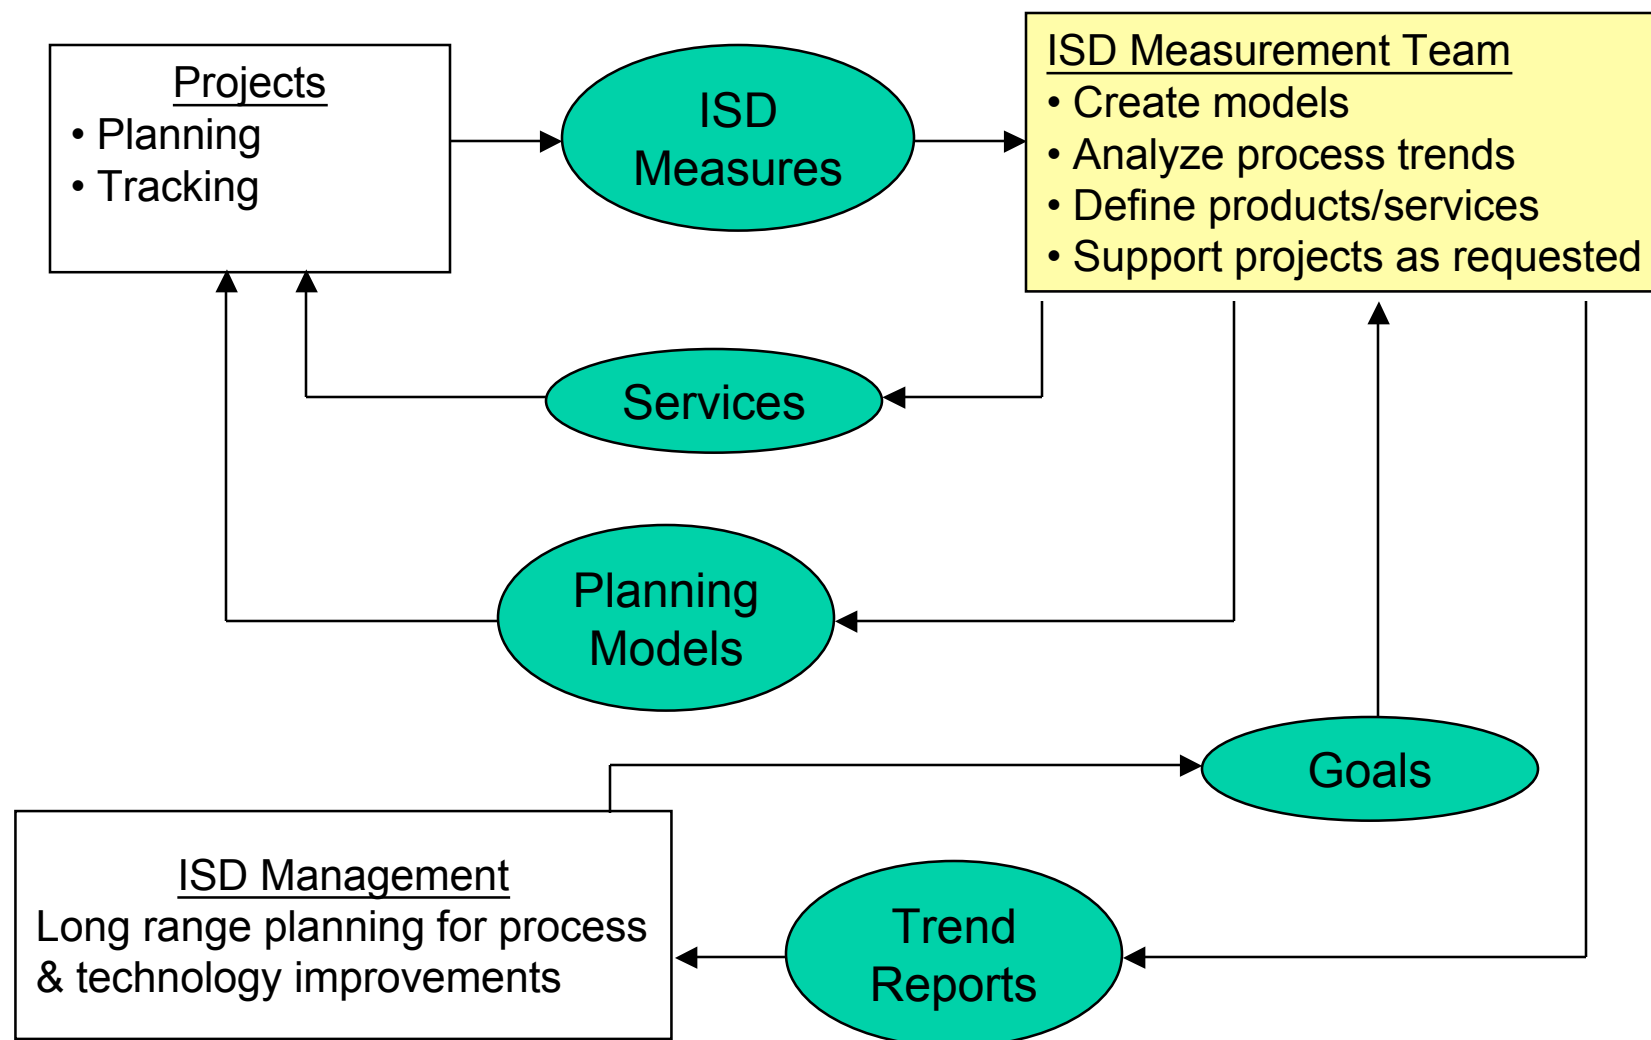 Projects
• Planning
• Tracking
ISD
Measures
ISD Measurement Team
• Create models
• Analyze process trends
• Define products/services
• Support projects as requested
Services
Planning
Models
Goals
ISD Management
Long range planning for process
& technology improvements
Trend
Reports